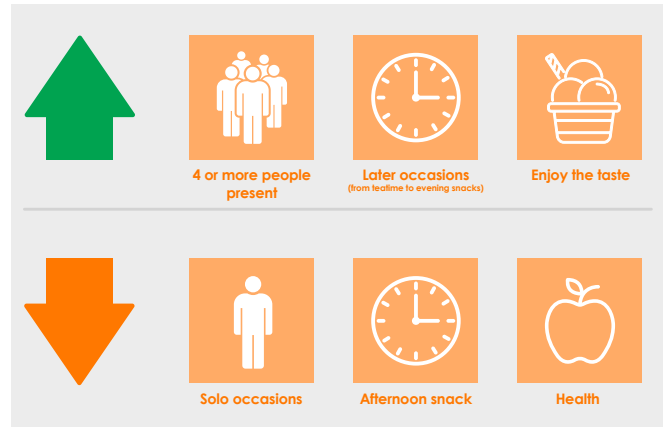 4 or more people
present
Later occasions
(from teatime to evening snacks)
Enjoy the taste
Solo occasions
Afternoon snack
Health